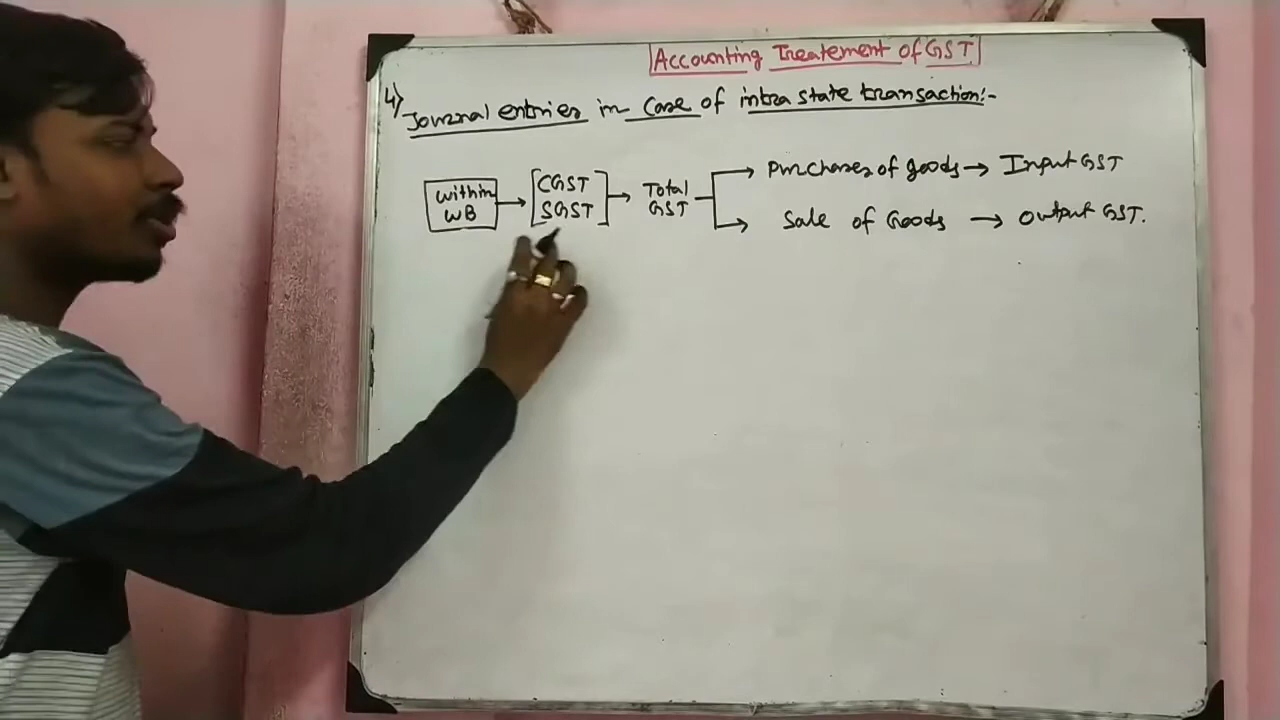 Accounting Treatement of GST
4) Journal entries in Case of intra state transaction:-
within WB → [CGST SGST] → Total GST
Purchases of goods → Input GST
Sale of Goods → Output GST.